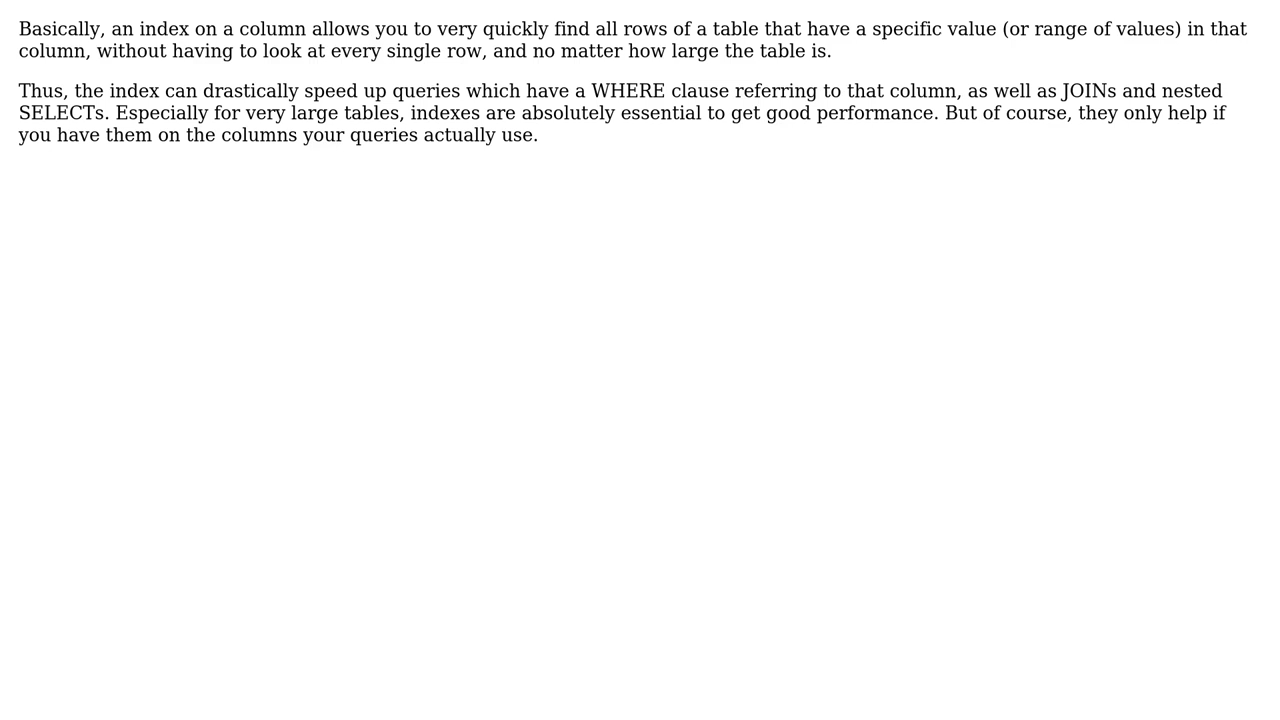 Basically, an index on a column allows you to very quickly find all rows of a table that have a specific value (or range of values) in that
column, without having to look at every single row, and no matter how large the table is.
Thus, the index can drastically speed up queries which have a WHERE clause referring to that column, as well as JOINs and nested
SELECTs. Especially for very large tables, indexes are absolutely essential to get good performance. But of course, they only help if
you have them on the columns your queries actually use.